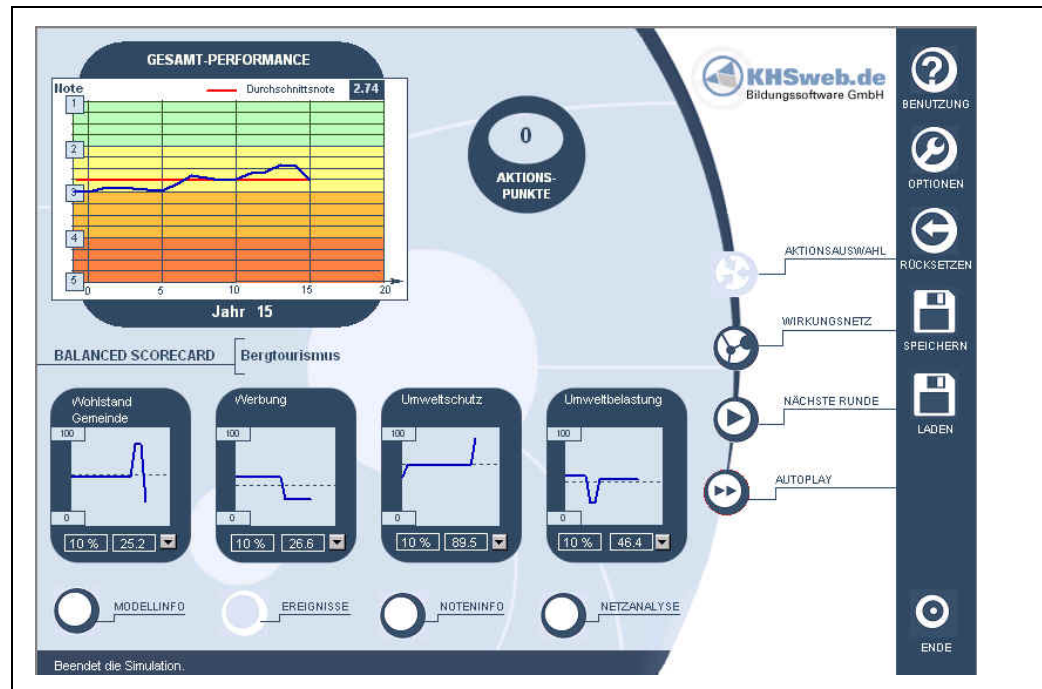 GESAMT-PERFORMANCE
Note
Durchschnittsnote 2.74
1
2
3
4
5
0 5 10 15 20
Jahr 15
0
AKTIONS-
PUNKTE
KHSweb.de
Bildungssoftware GmbH
BENUTZUNG
OPTIONEN
RÜCKSETZEN
SPEICHERN
LADEN
ENDE
AKTIONSAUSWAHL
WIRKUNGSNETZ
NÄCHSTE RUNDE
AUTOPLAY
BALANCED SCORECARD Bergtourismus
Wohlstand
Gemeinde
100
0
10 % 25.2
Werbung
100
0
10 % 26.6
Umweltschutz
100
0
10 % 89.5
Umweltbelastung
100
0
10 % 46.4
MODELLINFO
EREIGNISSE
NOTENINFO
NETZANALYSE
Beendet die Simulation.